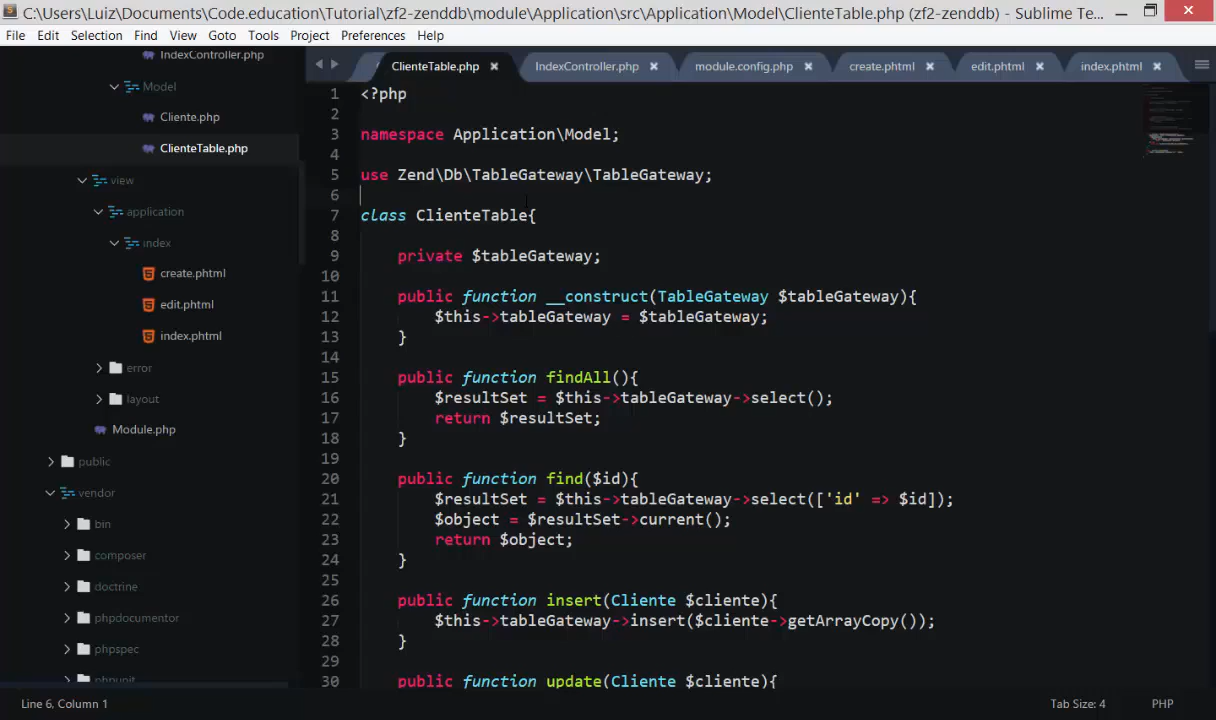 C:\Users\Luiz\Documents\Code.education\Tutorial\zf2-zenddb\module\Application\src\Application\Model\ClienteTable.php (zf2-zenddb) - Sublime Te...
File Edit Selection Find View Goto Tools Project Preferences Help
IndexController.php
Model
Cliente.php
ClienteTable.php
view
application
index
create.phtml
edit.phtml
index.phtml
error
layout
Module.php
public
vendor
bin
composer
doctrine
phpdocumentor
phpspec
phpunit
ClienteTable.php IndexController.php module.config.php create.phtml edit.phtml index.phtml
1 <?php
2
3 namespace Application\Model;
4
5 use Zend\Db\TableGateway\TableGateway;
6
7 class ClienteTable{
8
9 private $tableGateway;
10
11 public function __construct(TableGateway $tableGateway){
12 $this->tableGateway = $tableGateway;
13 }
14
15 public function findAll(){
16 $resultSet = $this->tableGateway->select();
17 return $resultSet;
18 }
19
20 public function find($id){
21 $resultSet = $this->tableGateway->select(['id' => $id]);
22 $object = $resultSet->current();
23 return $object;
24 }
25
26 public function insert(Cliente $cliente){
27 $this->tableGateway->insert($cliente->getArrayCopy());
28 }
29
30 public function update(Cliente $cliente){
Line 6, Column 1
Tab Size: 4 PHP